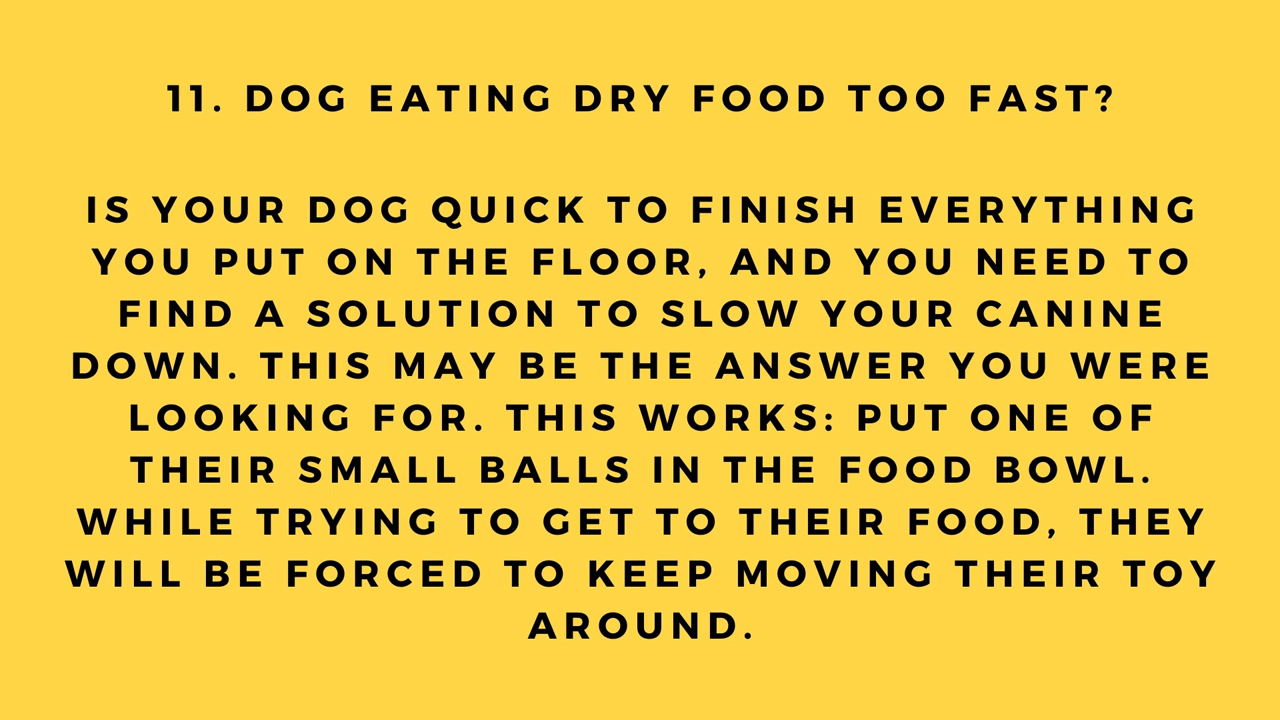 11. DOG EATING DRY FOOD TOO FAST?
IS YOUR DOG QUICK TO FINISH EVERYTHING
YOU PUT ON THE FLOOR, AND YOU NEED TO
FIND A SOLUTION TO SLOW YOUR CANINE
DOWN. THIS MAY BE THE ANSWER YOU WERE
LOOKING FOR. THIS WORKS: PUT ONE OF
THEIR SMALL BALLS IN THE FOOD BOWL.
WHILE TRYING TO GET TO THEIR FOOD, THEY
WILL BE FORCED TO KEEP MOVING THEIR TOY
AROUND.